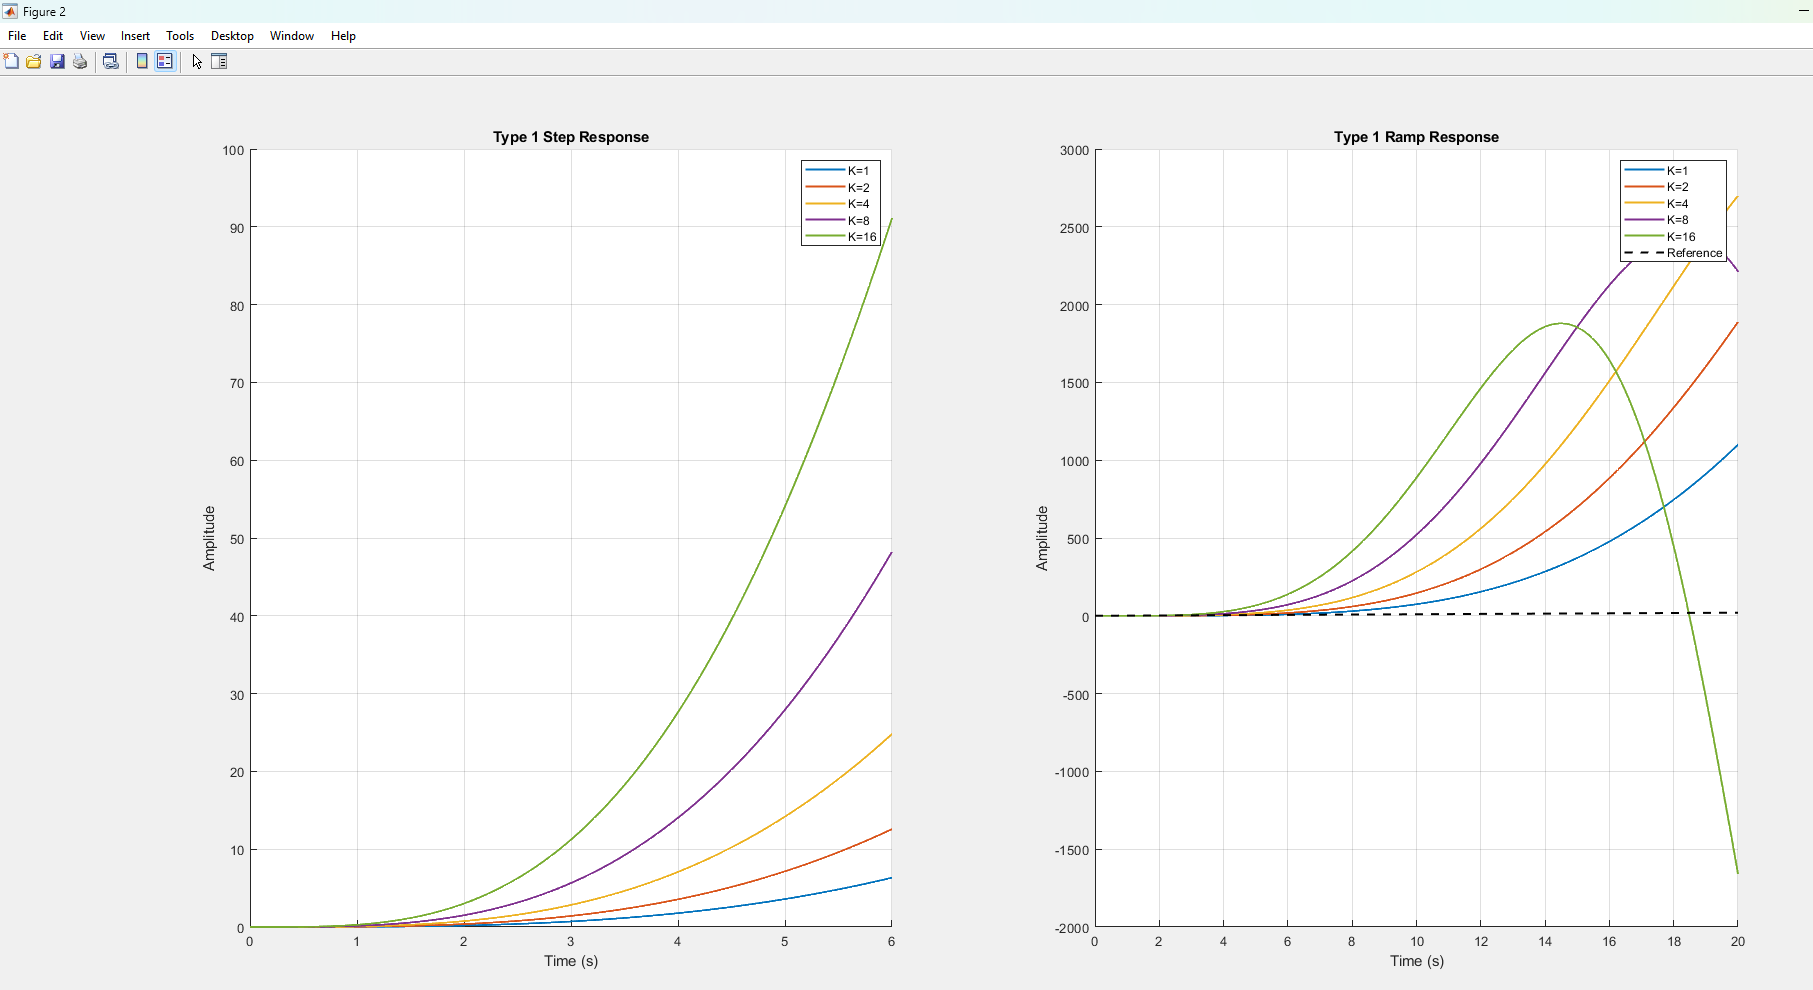 Figure 2
File Edit View Insert Tools Desktop Window Help
Type 1 Step Response
100
90
80
70
60
50
40
30
20
10
0
Amplitude
K=1
K=2
K=4
K=8
K=16
0 1 2 3 4 5 6
Time (s)
Type 1 Ramp Response
3000
2500
2000
1500
1000
500
0
-500
-1000
-1500
-2000
Amplitude
K=1
K=2
K=4
K=8
K=16
Reference
0 2 4 6 8 10 12 14 16 18 20
Time (s)